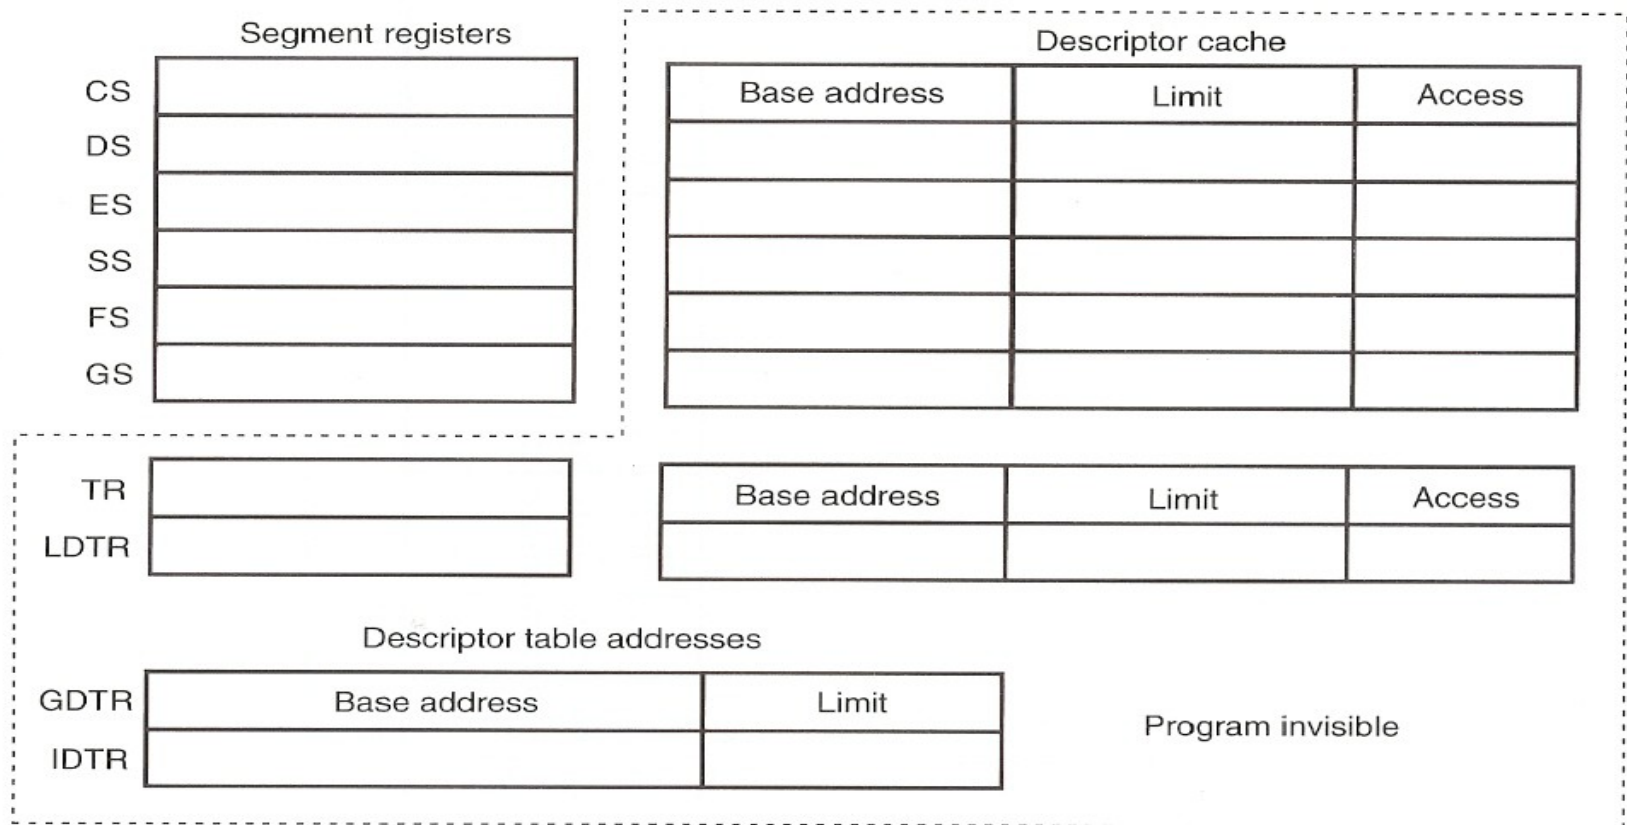 Segment registers
CS
DS
ES
SS
FS
GS
Descriptor cache
Base address Limit Access
TR
LDTR
Base address Limit Access
Descriptor table addresses
GDTR Base address Limit
IDTR
Program invisible